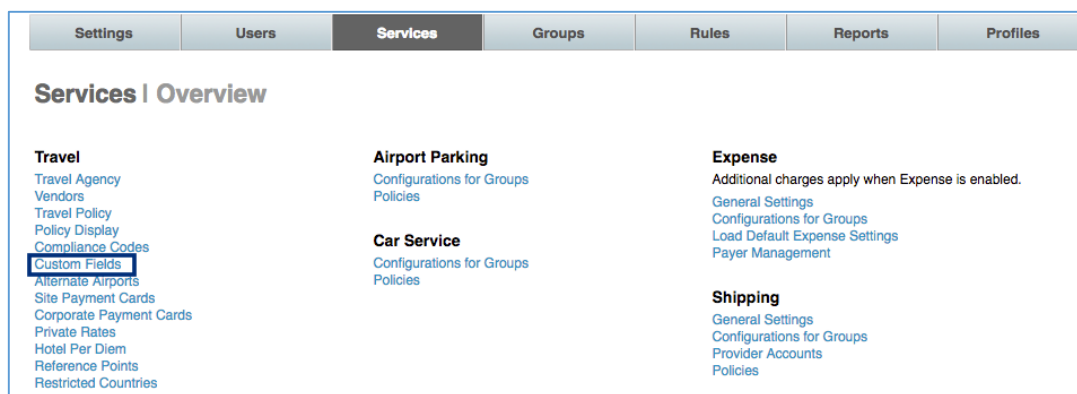 Settings Users Services Groups Rules Reports Profiles
Services | Overview
Travel
Travel Agency
Vendors
Travel Policy
Policy Display
Compliance Codes
Custom Fields
Alternate Airports
Site Payment Cards
Corporate Payment Cards
Private Rates
Hotel Per Diem
Reference Points
Restricted Countries
Airport Parking
Configurations for Groups
Policies
Car Service
Configurations for Groups
Policies
Expense
Additional charges apply when Expense is enabled.
General Settings
Configurations for Groups
Load Default Expense Settings
Payer Management
Shipping
General Settings
Configurations for Groups
Provider Accounts
Policies